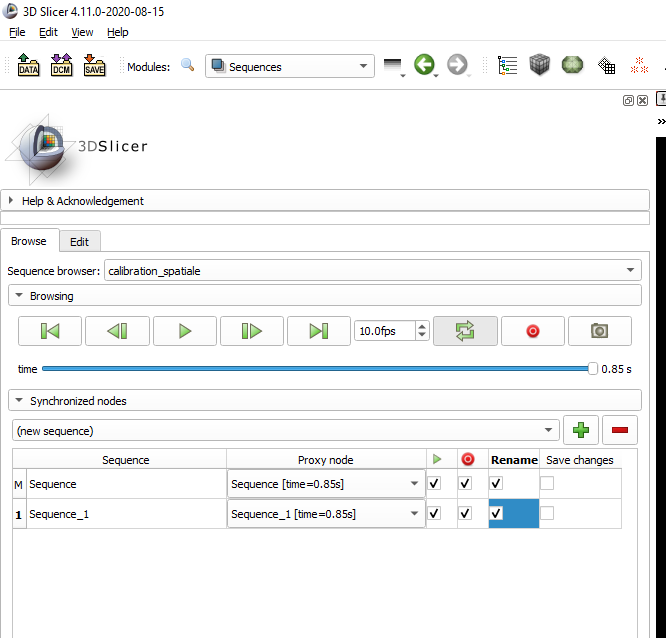 3D Slicer 4.11.0-2020-08-15
File Edit View Help
DATA DCM SAVE Modules: Sequences
3DSlicer
Help & Acknowledgement
Browse Edit
Sequence browser: calibration_spatiale
Browsing
10.0fps
time 0.85 s
Synchronized nodes
(new sequence)
Sequence Proxy node Rename Save changes
M Sequence Sequence [time=0.85s]
1 Sequence_1 Sequence_1 [time=0.85s]